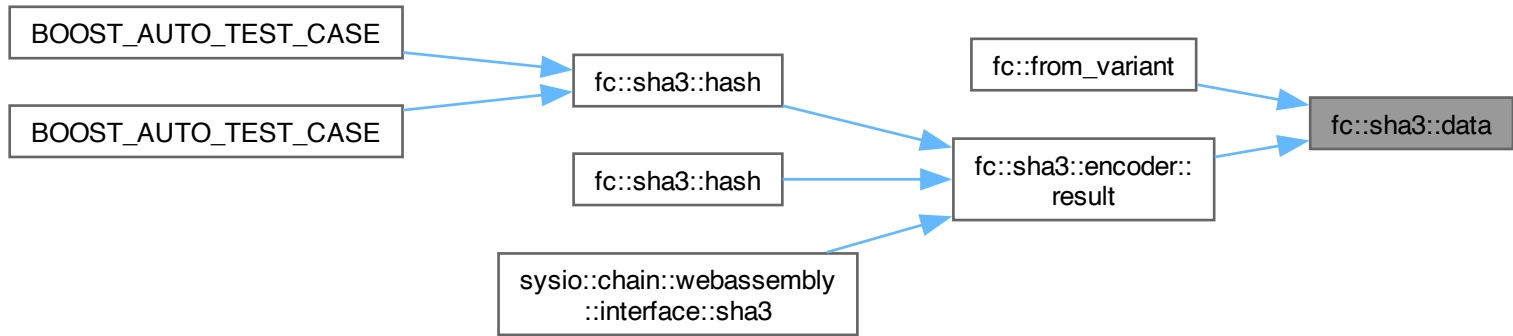 BOOST_AUTO_TEST_CASE
BOOST_AUTO_TEST_CASE
fc::sha3::hash
fc::sha3::hash
sysio::chain::webassembly
::interface::sha3
fc::from_variant
fc::sha3::encoder::
result
fc::sha3::data